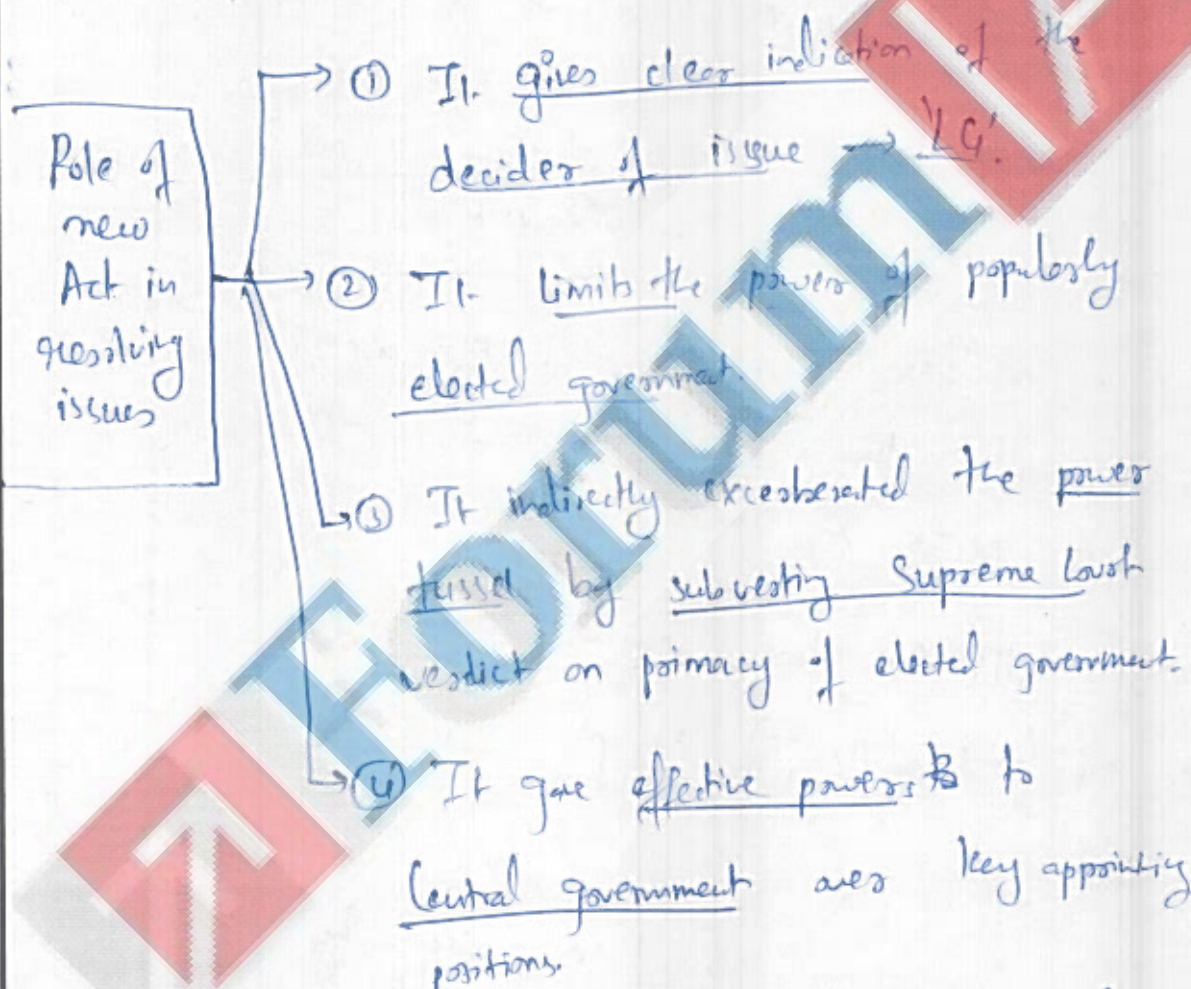 Role of
new
Act in
resolving
issues
① It gives clear indication of the
decider of issue → 'LG'.
② It limits the power of popularly
elected government
③ It indirectly excerberated the power
tussel by subverting Supreme Court
verdict on primacy of elected government.
④ It gave effective powers to
Central government over key appointing
positions.
Forum